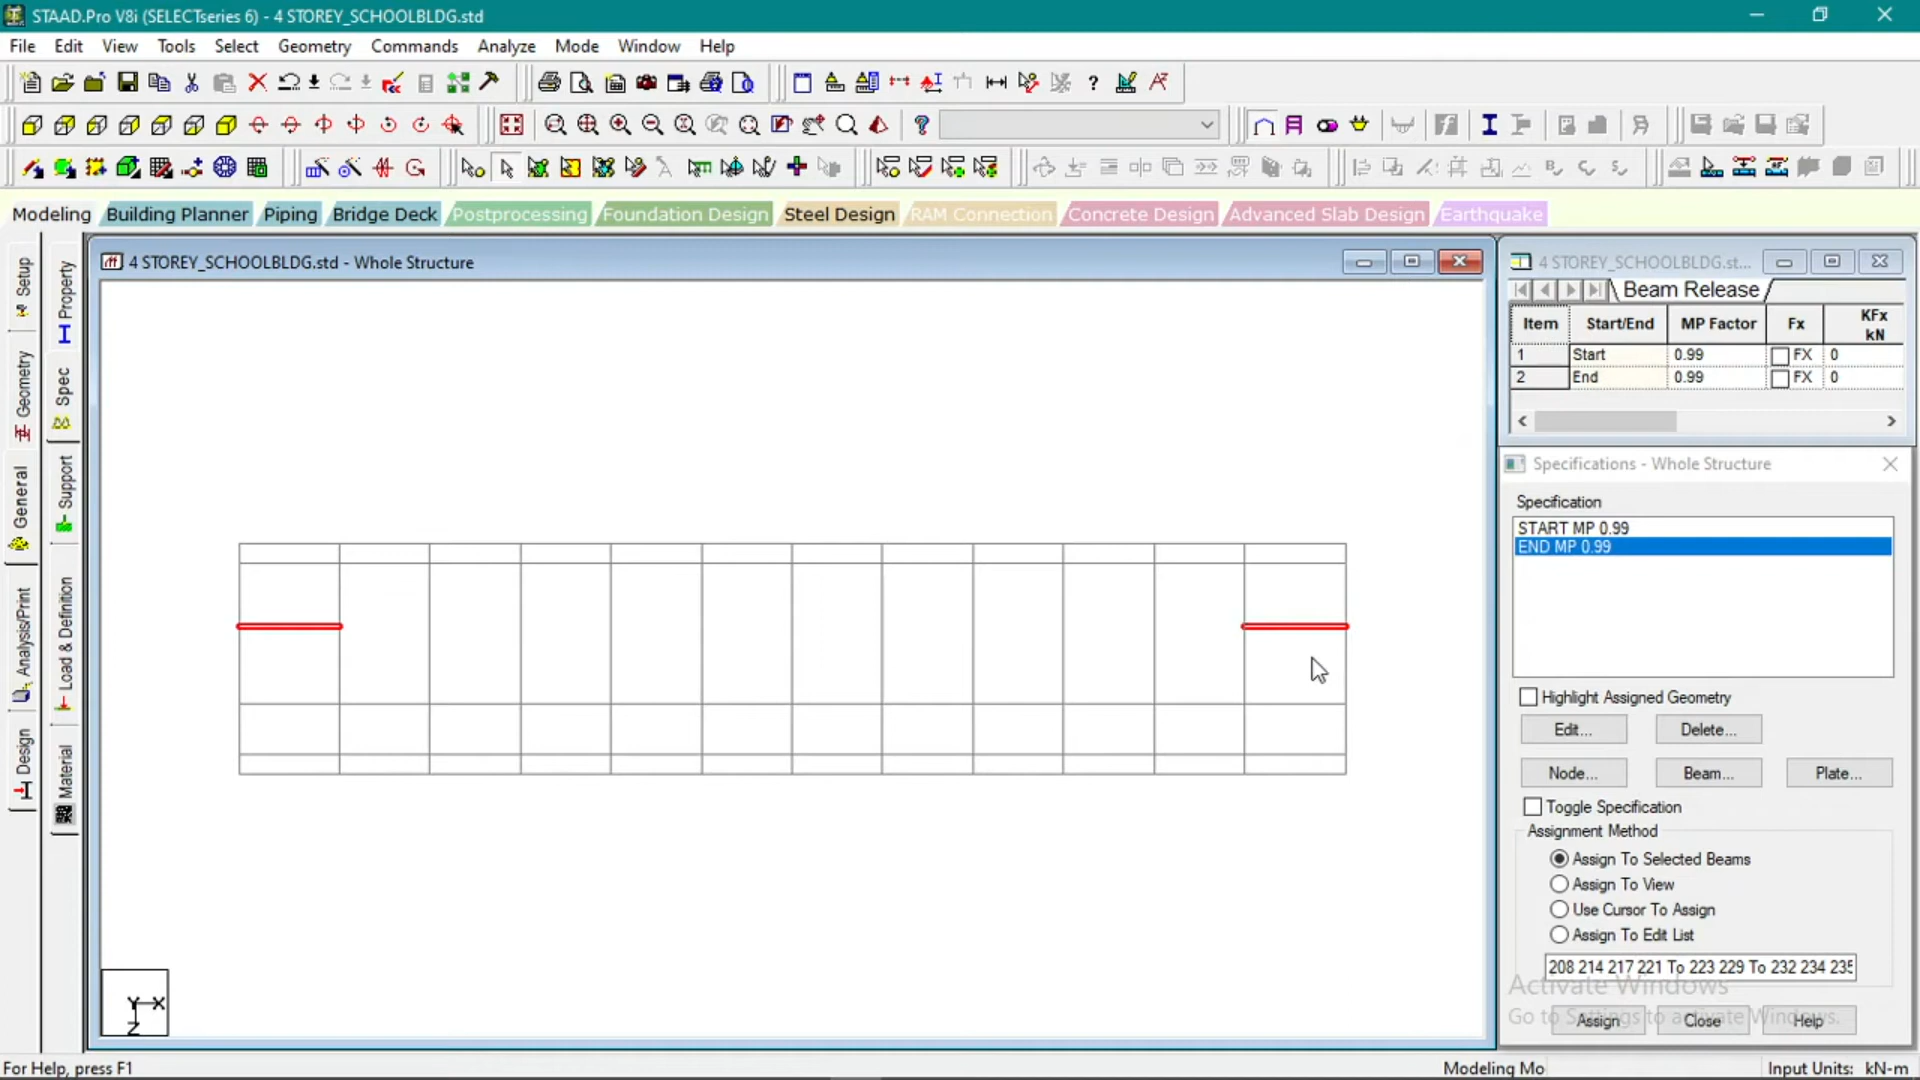 STAAD.Pro V8i (SELECTseries 6) - 4 STOREY_SCHOOLBLDG.std
File Edit View Tools Select Geometry Commands Analyze Mode Window Help
Modeling Building Planner Piping Bridge Deck Postprocessing Foundation Design Steel Design RAM Connection Concrete Design Advanced Slab Design Earthquake
Setup
Geometry
General
Analysis/Print
Design
Property
Spec
Support
Load & Definition
Material
4 STOREY_SCHOOLBLDG.std - Whole Structure
Y X
Z
4 STOREY_SCHOOLBLDG.st...
Beam Release
Item Start/End MP Factor Fx KFx kN
1 Start 0.99 FX 0
2 End 0.99 FX 0
Specifications - Whole Structure
Specification
START MP 0.99
END MP 0.99
Highlight Assigned Geometry
Edit... Delete...
Node... Beam... Plate...
Toggle Specification
Assignment Method
Assign To Selected Beams
Assign To View
Use Cursor To Assign
Assign To Edit List
208 214 217 221 To 223 229 To 232 234 235
Activate Windows
Go to Settings to activate Windows.
Assign Close Help
For Help, press F1
Modeling Mo
Input Units: kN-m